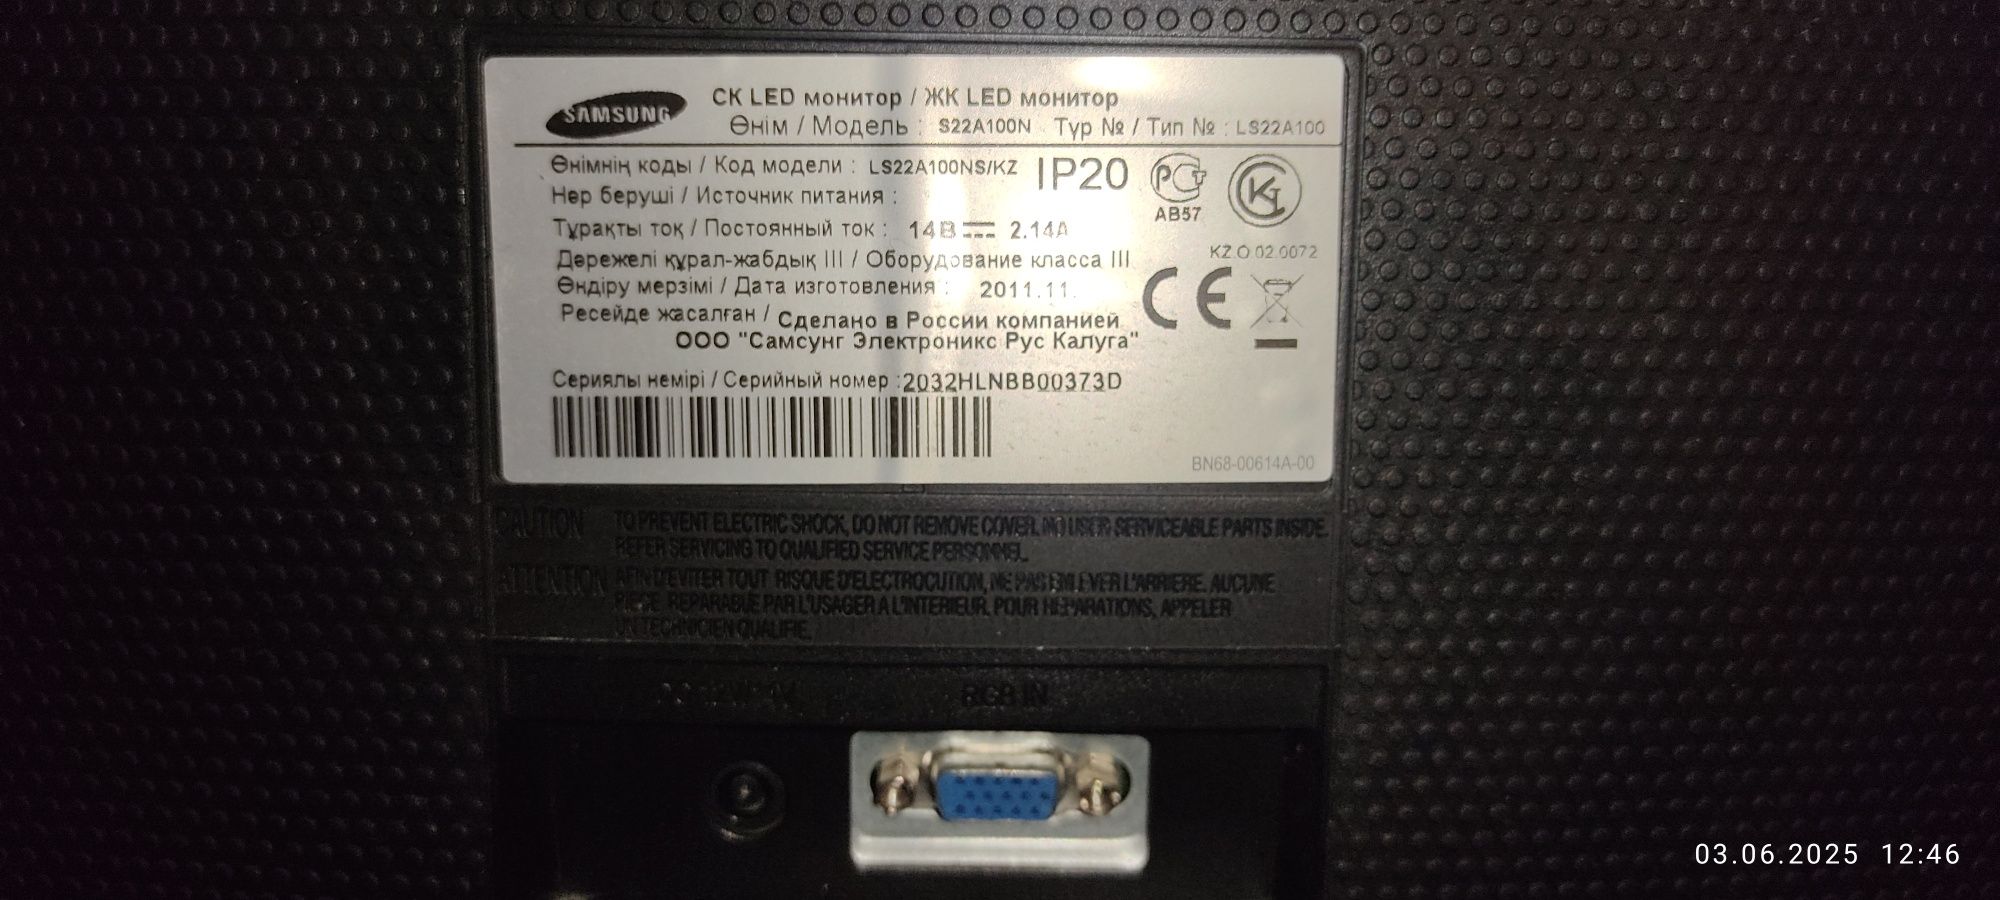 SAMSUNG
СК LED монитор / ЖК LED монитор
Өнім / Модель : S22A100N Түр № / Тип № : LS22A100
Өнімнің коды / Код модели : LS22A100NS/KZ IP20
Нәр беруші / Источник питания :
АВ57
Тұрақты тоқ / Постоянный ток : 14В 2.14А
KZ.O.02.0072
Дәрежелі құрал-жабдық III / Оборудование класса III
Өндіру мерзімі / Дата изготовления : 2011.11.
CE
Ресейде жасалған / Сделано в России компанией
ООО "Самсунг Электроникс Рус Калуга"
Сериялы немірі / Серийный номер :2032HLNBB00373D
BN68-00614A-00
CAUTION TO PREVENT ELECTRIC SHOCK, DO NOT REMOVE COVER. NO USER SERVICEABLE PARTS INSIDE.
REFER SERVICING TO QUALIFIED SERVICE PERSONNEL.
ATTENTION AFIN D'EVITER TOUT RISQUE D'ELECTROCUTION, NE PAS ENLEVER L'ARRIERE. AUCUNE
PIECE REPARABLE PAR L'USAGER A L'INTERIEUR. POUR REPARATIONS, APPELER
UN TECHNICIEN QUALIFIE.
RGB IN
03.06.2025 12:46